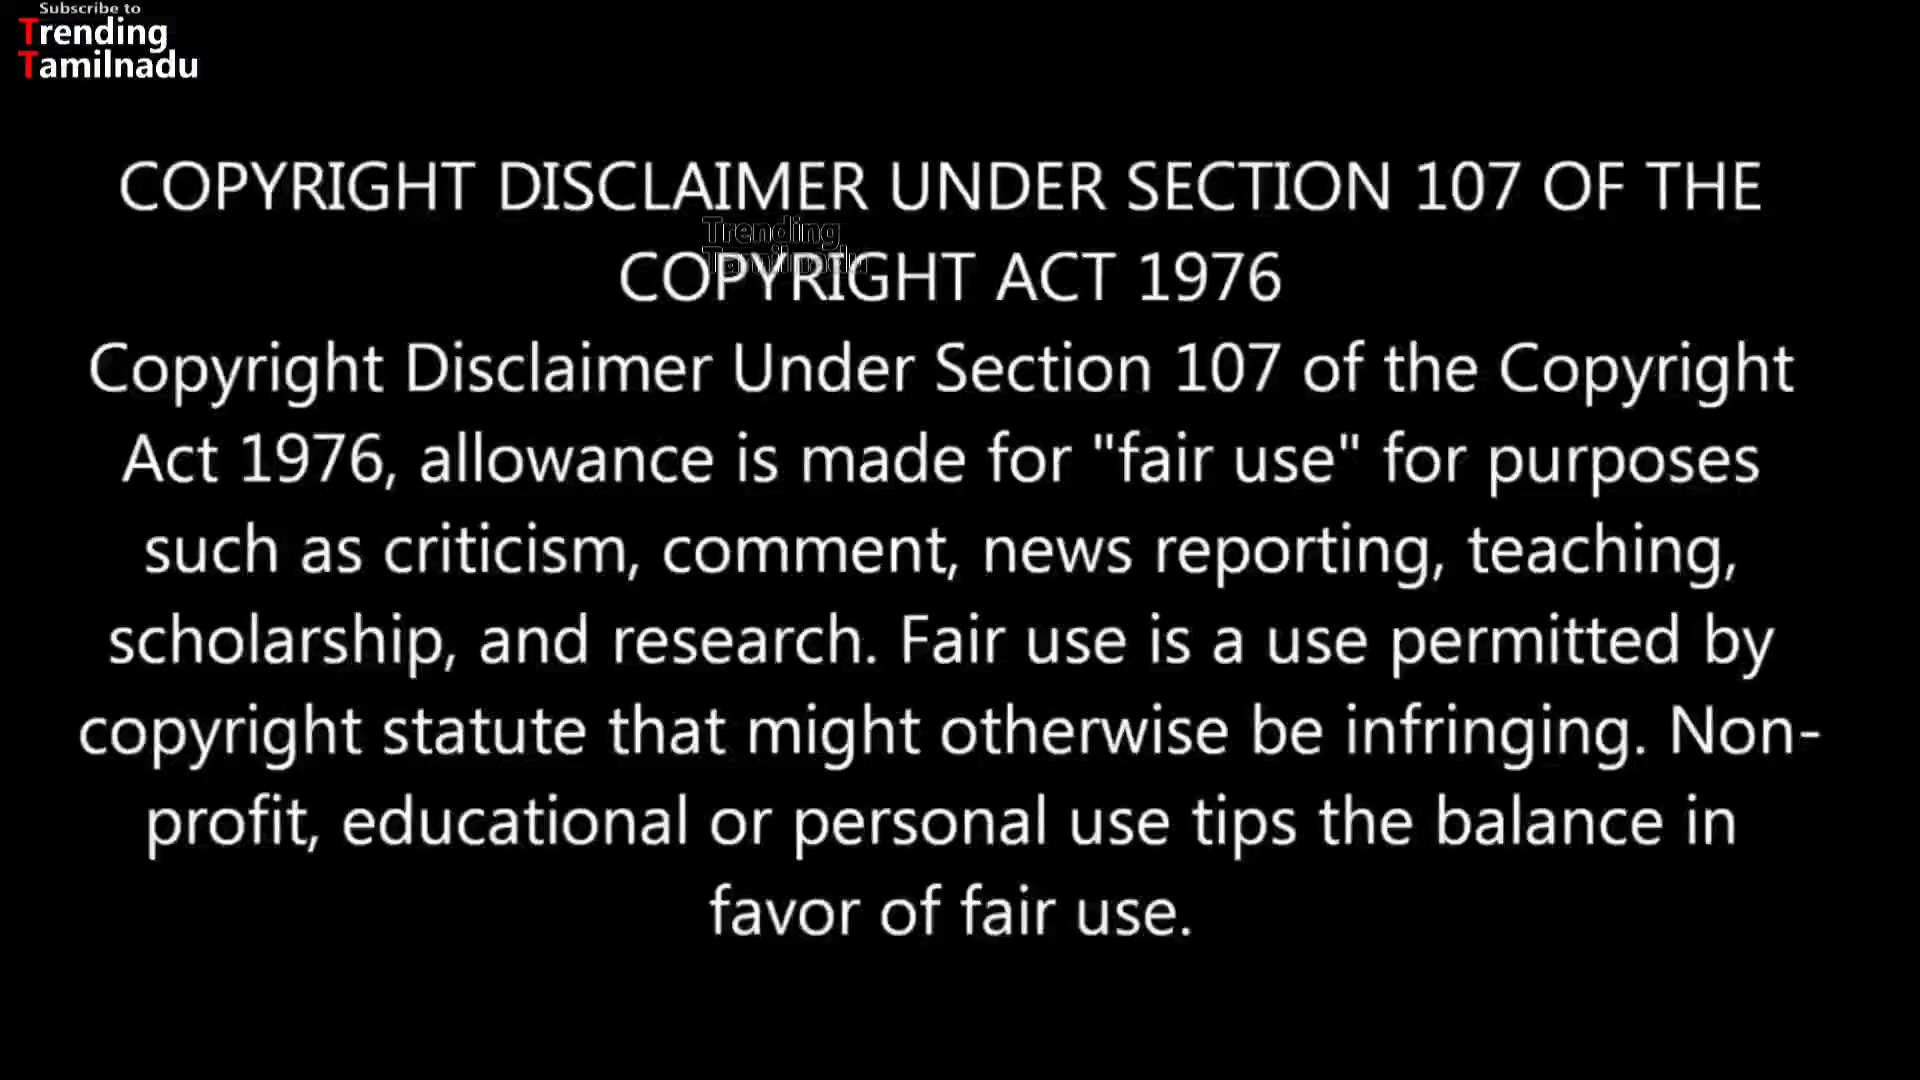 Subscribe to
Trending
Tamilnadu
COPYRIGHT DISCLAIMER UNDER SECTION 107 OF THE
Trending
Tamilnadu
COPYRIGHT ACT 1976
Copyright Disclaimer Under Section 107 of the Copyright
Act 1976, allowance is made for "fair use" for purposes
such as criticism, comment, news reporting, teaching,
scholarship, and research. Fair use is a use permitted by
copyright statute that might otherwise be infringing. Non-
profit, educational or personal use tips the balance in
favor of fair use.